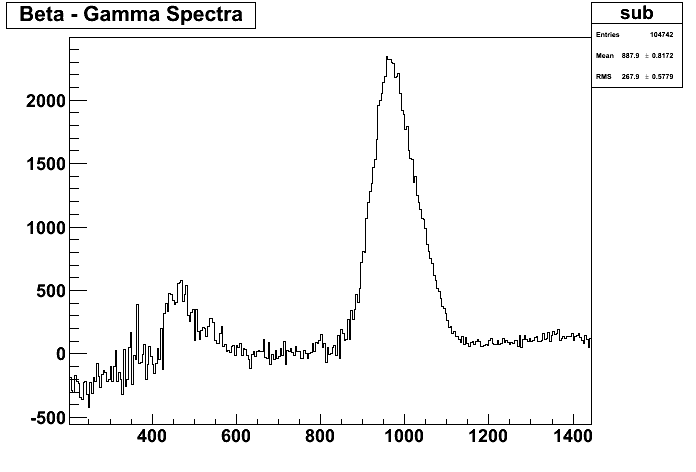 Beta - Gamma Spectra
sub
Entries 104742
Mean 887.9 ± 0.8172
RMS 267.9 ± 0.5779
2000
1500
1000
500
0
-500
400 600 800 1000 1200 1400